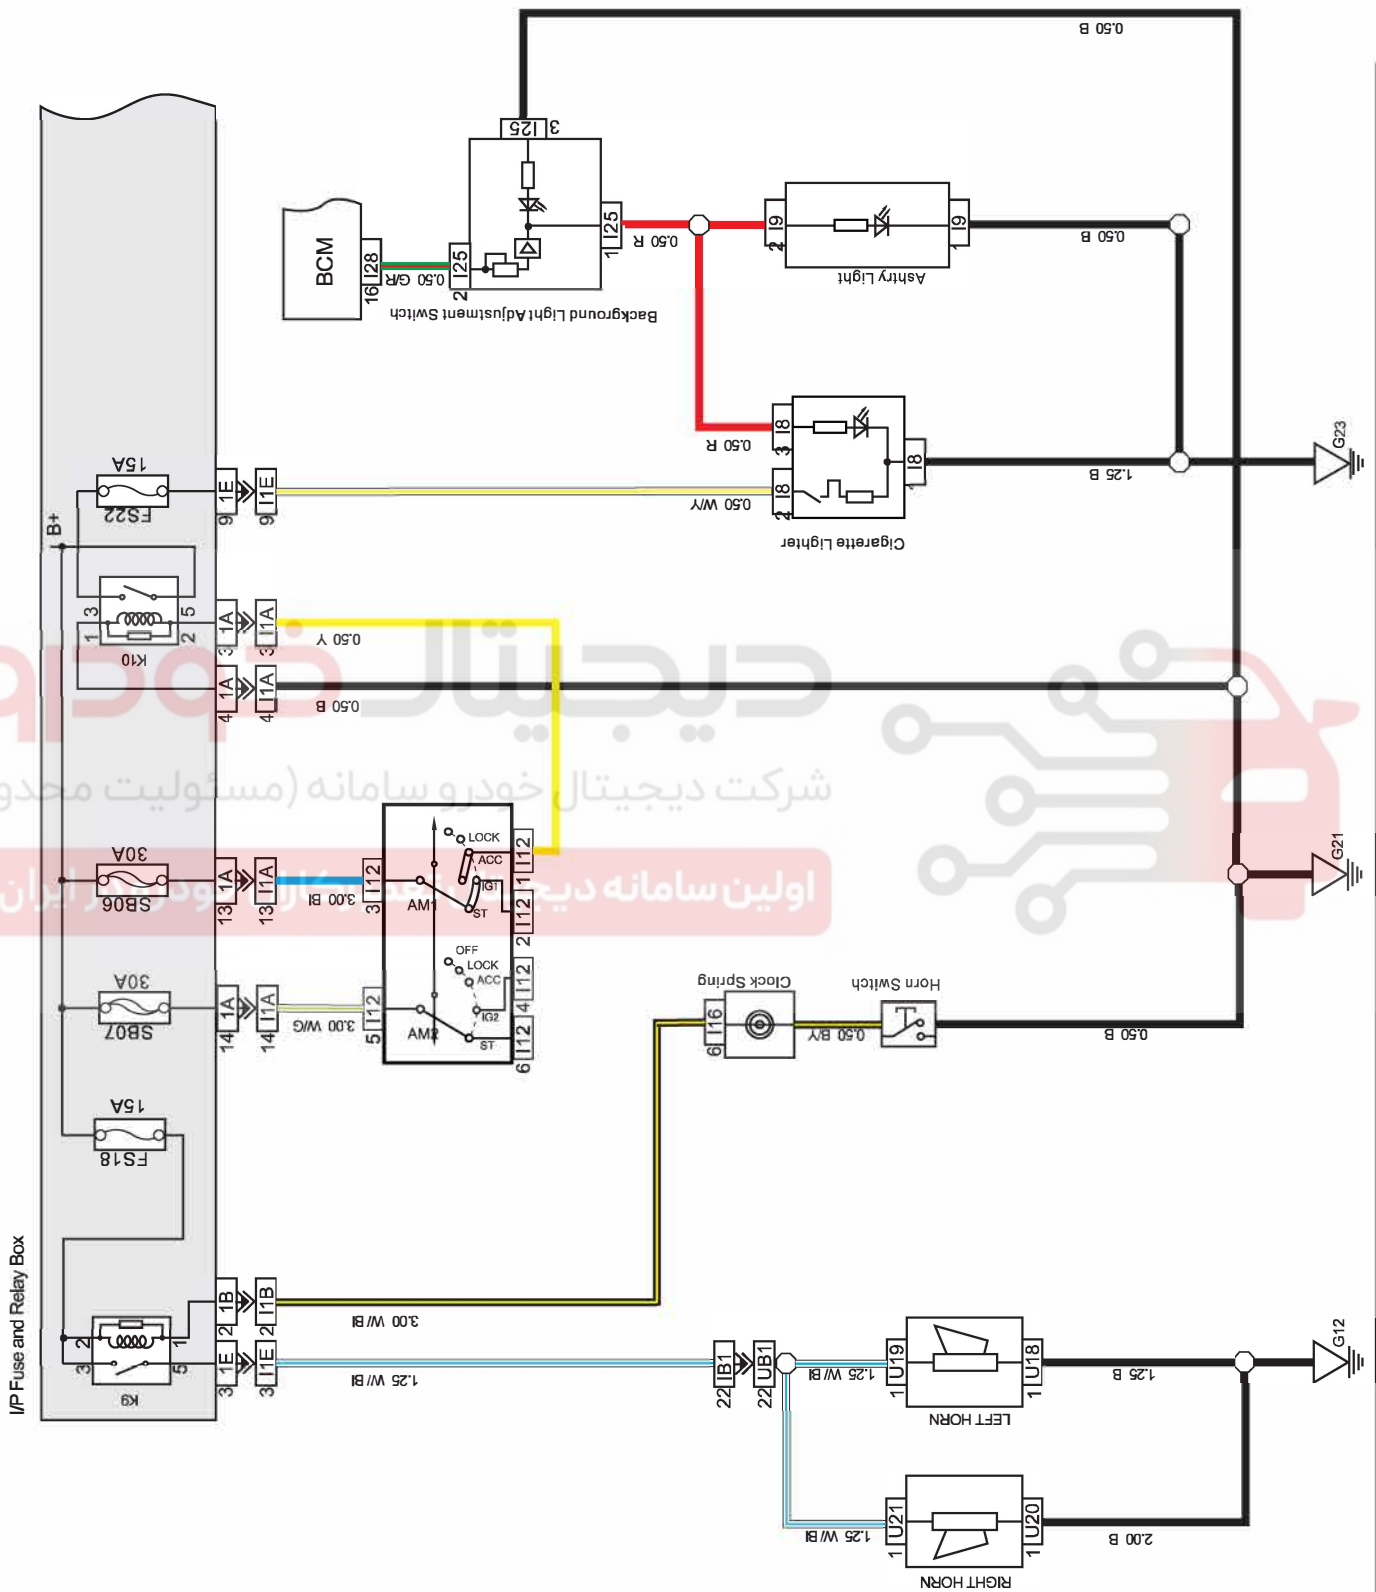 I/P Fuse and Relay Box
0.50 B
I25 3
BCM
16 I28
0.50 G/R
2 I25
1 I25
Background Light Adjustment Switch
0.50 R
2 I9
1 I9
0.50 B
Ashtry Light
15A
FS22
9 1E
9 I1E
0.50 W/Y
0.50 R
3 I8
2 I8
I8
1.25 B
Cigarette Lighter
G23
B+
3 5
1 2
K10
3 1A
3 I1A
0.50 Y
4 1A
4 I1A
0.50 B
دیجیتال خودرو
شرکت دیجیتال خودرو سامانه (مسئولیت محدو
30A
SB06
13 1A
13 I1A
3.00 Bl
3 I12
AM1
LOCK
ACC
IG1
ST
1 I12
2 I12
G21
اولین سامانه دیجیتال تعمیرکاران خودرو در ایران
30A
SB07
14 1A
14 I1A
3.00 W/G
5 I12
AM2
OFF
LOCK
ACC
IG2
ST
4 I12
6 I12
Clock Spring
6 I16
0.50 B/Y
Horn Switch
0.50 B
15A
FS18
2 1B
2 I1B
3.00 W/Bl
2 1
3 5
K9
3 1E
3 I1E
1.25 W/Bl
22 IB1
22 UB1
1.25 W/Bl
1 U19
1 U18
1.25 B
LEFT HORN
G12
1.25 W/Bl
1 U21
1 U20
2.00 B
RIGHT HORN